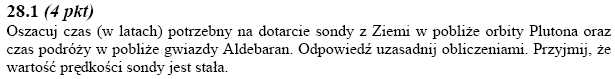 28.1 (4 pkt)
Oszacuj czas (w latach) potrzebny na dotarcie sondy z Ziemi w pobliże orbity Plutona oraz
czas podróży w pobliże gwiazdy Aldebaran. Odpowiedź uzasadnij obliczeniami. Przyjmij, że
wartość prędkości sondy jest stała.